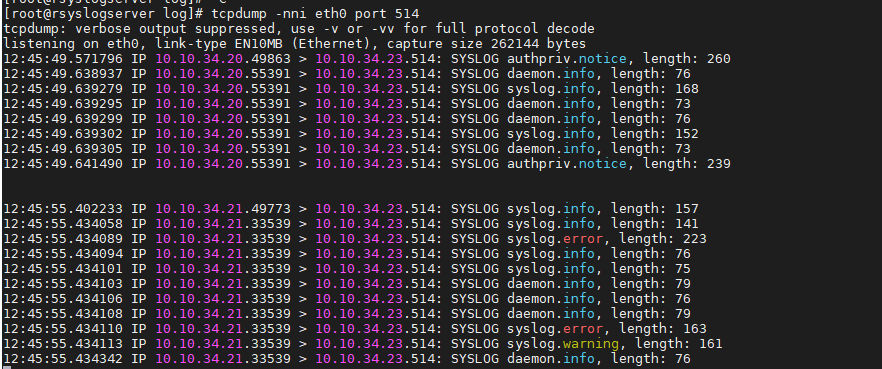 [root@rsyslogserver log]# tcpdump -nni eth0 port 514
tcpdump: verbose output suppressed, use -v or -vv for full protocol decode
listening on eth0, link-type EN10MB (Ethernet), capture size 262144 bytes
12:45:49.571796 IP 10.10.34.20.49863 > 10.10.34.23.514: SYSLOG authpriv.notice, length: 260
12:45:49.638937 IP 10.10.34.20.55391 > 10.10.34.23.514: SYSLOG daemon.info, length: 76
12:45:49.639279 IP 10.10.34.20.55391 > 10.10.34.23.514: SYSLOG syslog.info, length: 168
12:45:49.639295 IP 10.10.34.20.55391 > 10.10.34.23.514: SYSLOG daemon.info, length: 73
12:45:49.639299 IP 10.10.34.20.55391 > 10.10.34.23.514: SYSLOG daemon.info, length: 76
12:45:49.639302 IP 10.10.34.20.55391 > 10.10.34.23.514: SYSLOG syslog.info, length: 152
12:45:49.639305 IP 10.10.34.20.55391 > 10.10.34.23.514: SYSLOG daemon.info, length: 73
12:45:49.641490 IP 10.10.34.20.55391 > 10.10.34.23.514: SYSLOG authpriv.notice, length: 239
12:45:55.402233 IP 10.10.34.21.49773 > 10.10.34.23.514: SYSLOG syslog.info, length: 157
12:45:55.434058 IP 10.10.34.21.33539 > 10.10.34.23.514: SYSLOG syslog.info, length: 141
12:45:55.434089 IP 10.10.34.21.33539 > 10.10.34.23.514: SYSLOG syslog.error, length: 223
12:45:55.434094 IP 10.10.34.21.33539 > 10.10.34.23.514: SYSLOG syslog.info, length: 76
12:45:55.434101 IP 10.10.34.21.33539 > 10.10.34.23.514: SYSLOG syslog.info, length: 75
12:45:55.434103 IP 10.10.34.21.33539 > 10.10.34.23.514: SYSLOG daemon.info, length: 79
12:45:55.434106 IP 10.10.34.21.33539 > 10.10.34.23.514: SYSLOG daemon.info, length: 76
12:45:55.434108 IP 10.10.34.21.33539 > 10.10.34.23.514: SYSLOG daemon.info, length: 79
12:45:55.434110 IP 10.10.34.21.33539 > 10.10.34.23.514: SYSLOG syslog.error, length: 163
12:45:55.434113 IP 10.10.34.21.33539 > 10.10.34.23.514: SYSLOG syslog.warning, length: 161
12:45:55.434342 IP 10.10.34.21.33539 > 10.10.34.23.514: SYSLOG daemon.info, length: 76